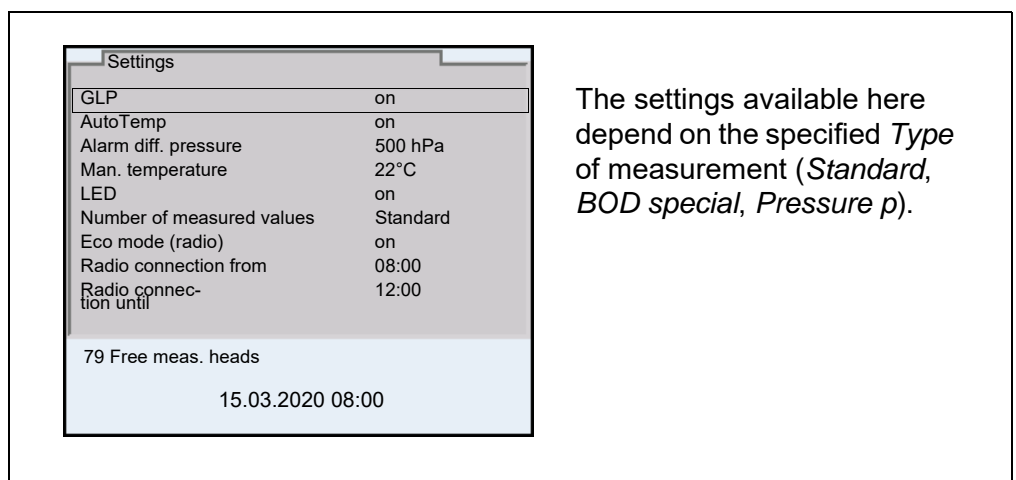 Settings
GLP on
AutoTemp on
Alarm diff. pressure 500 hPa
Man. temperature 22°C
LED on
Number of measured values Standard
Eco mode (radio) on
Radio connection from 08:00
Radio connec- 12:00
tion until
79 Free meas. heads
15.03.2020 08:00
The settings available here
depend on the specified Type
of measurement (Standard,
BOD special, Pressure p).